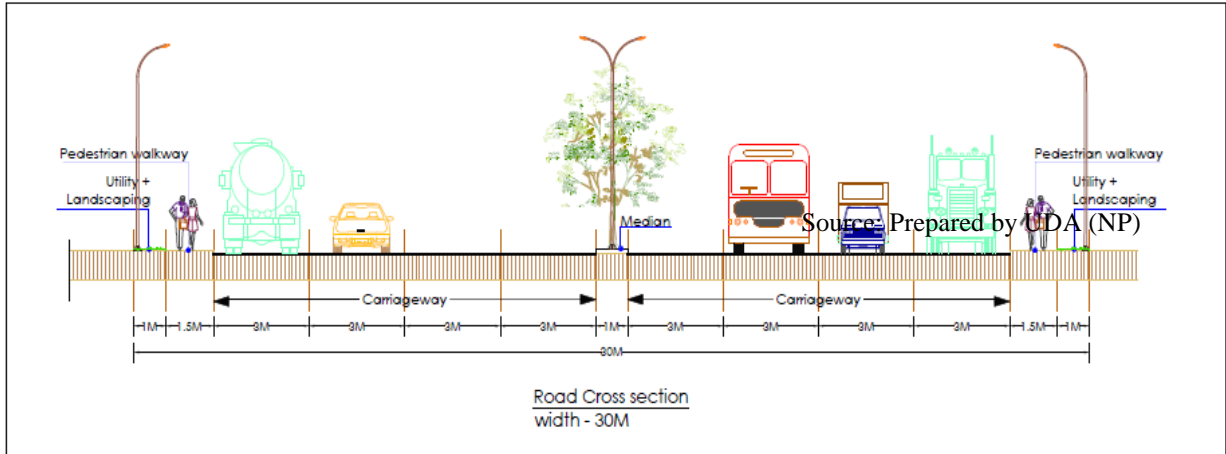 Pedestrian walkway
Utility +
Landscaping
Median
Pedestrian walkway
Utility +
Landscaping
Source: Prepared by UDA (NP)
Carriageway
Carriageway
1M 1.5M 3M 3M 3M 3M 1M 3M 3M 3M 3M 1.5M 1M
30M
Road Cross section
width - 30M